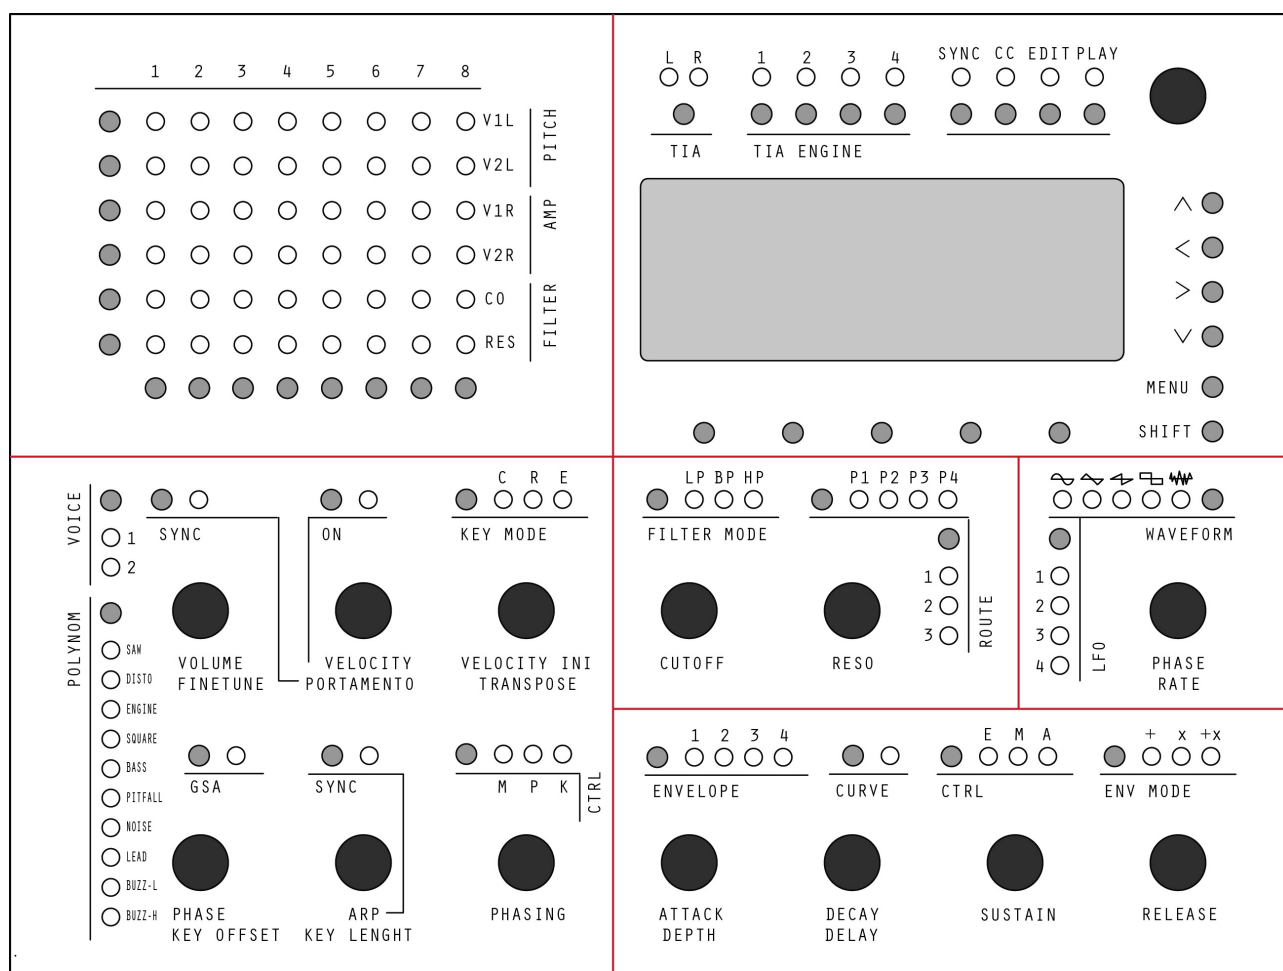 1 2 3 4 5 6 7 8
V1L
V2L
PITCH
V1R
V2R
AMP
CO
RES
FILTER
L R 1 2 3 4 SYNC CC EDIT PLAY
TIA TIA ENGINE
MENU
SHIFT
VOICE
1
2
SYNC ON
C R E
KEY MODE
POLYNOM
SAW
DISTO
ENGINE
SQUARE
BASS
PITFALL
NOISE
LEAD
BUZZ-L
BUZZ-H
VOLUME VELOCITY VELOCITY INI
FINETUNE PORTAMENTO TRANSPOSE
GSA SYNC
M P K
CTRL
PHASE ARP PHASING
KEY OFFSET KEY LENGHT
LP BP HP P1 P2 P3 P4
FILTER MODE
1
2
3
ROUTE
CUTOFF RESO
WAVEFORM
1
2
3
4
LFO
PHASE
RATE
1 2 3 4 E M A + x +x
ENVELOPE CURVE CTRL ENV MODE
ATTACK DECAY SUSTAIN RELEASE
DEPTH DELAY